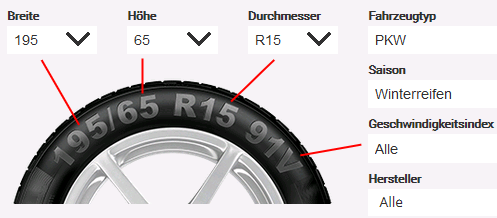 Breite Höhe Durchmesser Fahrzeugtyp
195 65 R15 PKW
Saison
Winterreifen
195/65 R15 91V
Geschwindigkeitsindex
Alle
Hersteller
Alle